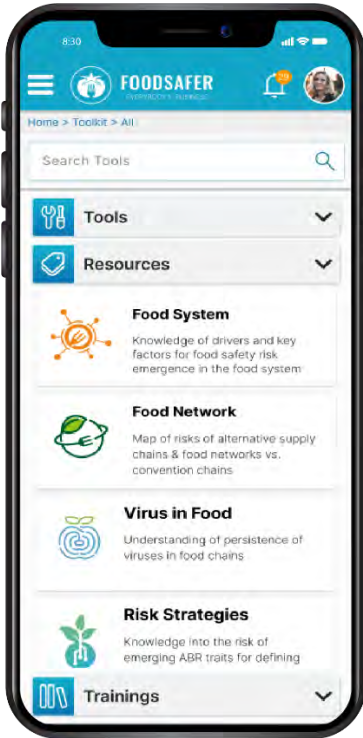 8:30
FOODSAFER
EVERYBODY'S BUSINESS
Home > Toolkit > All
Search Tools
Tools
Resources
Food System
Knowledge of drivers and key
factors for food safety risk
emergence in the food system
Food Network
Map of risks of alternative supply
chains & food networks vs.
convention chains
Virus in Food
Understanding of persistence of
viruses in food chains
Risk Strategies
Knowledge into the risk of
emerging ABR traits for defining
Trainings